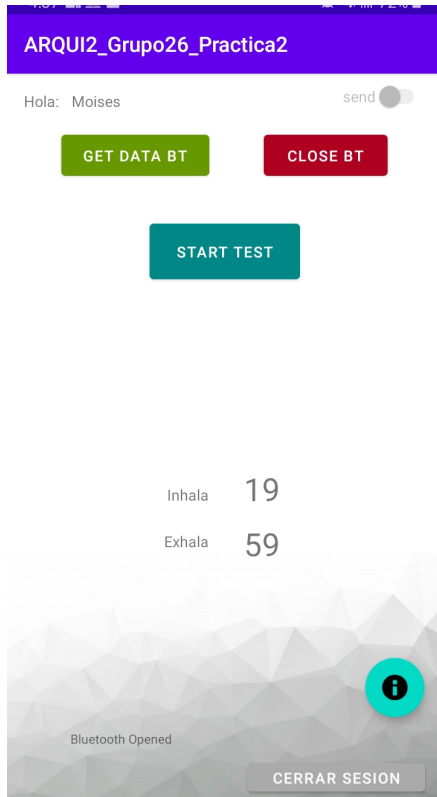 ARQUI2_Grupo26_Practica2
Hola: Moises send
GET DATA BT CLOSE BT
START TEST
Inhala 19
Exhala 59
Bluetooth Opened
CERRAR SESION